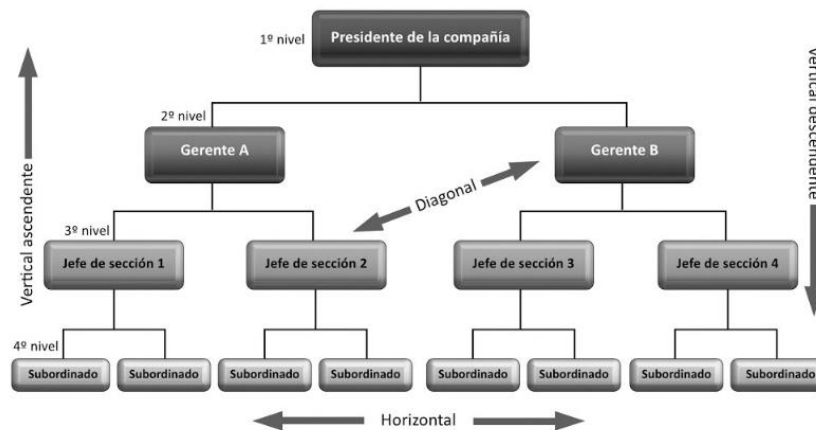 Presidente de la compañía
1º nivel
2º nivel
Gerente A
Gerente B
Diagonal
Vertical ascendente
Vertical descendente
3º nivel
Jefe de sección 1
Jefe de sección 2
Jefe de sección 3
Jefe de sección 4
4º nivel
Subordinado
Subordinado
Subordinado
Subordinado
Subordinado
Subordinado
Subordinado
Subordinado
Horizontal